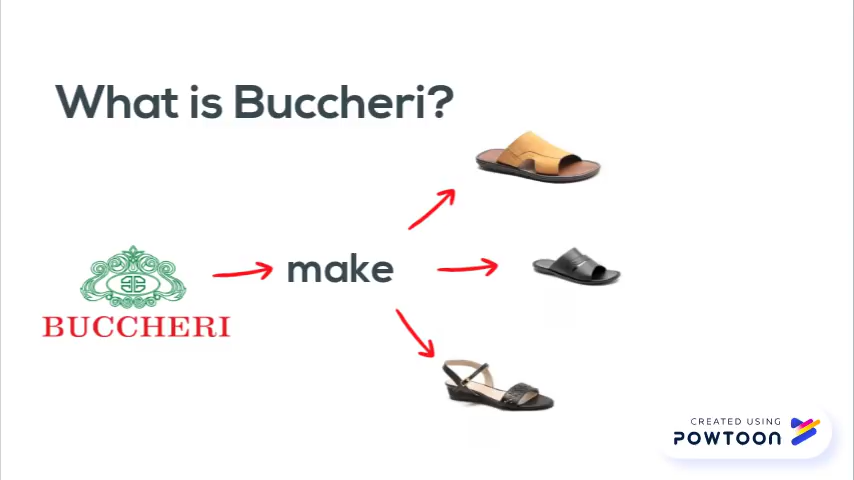 What is Buccheri?
make
BUCCHERI
CREATED USING
POWTOON